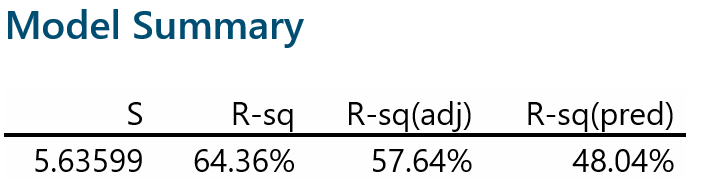 Model Summary
S R-sq R-sq(adj) R-sq(pred)
5.63599 64.36% 57.64% 48.04%